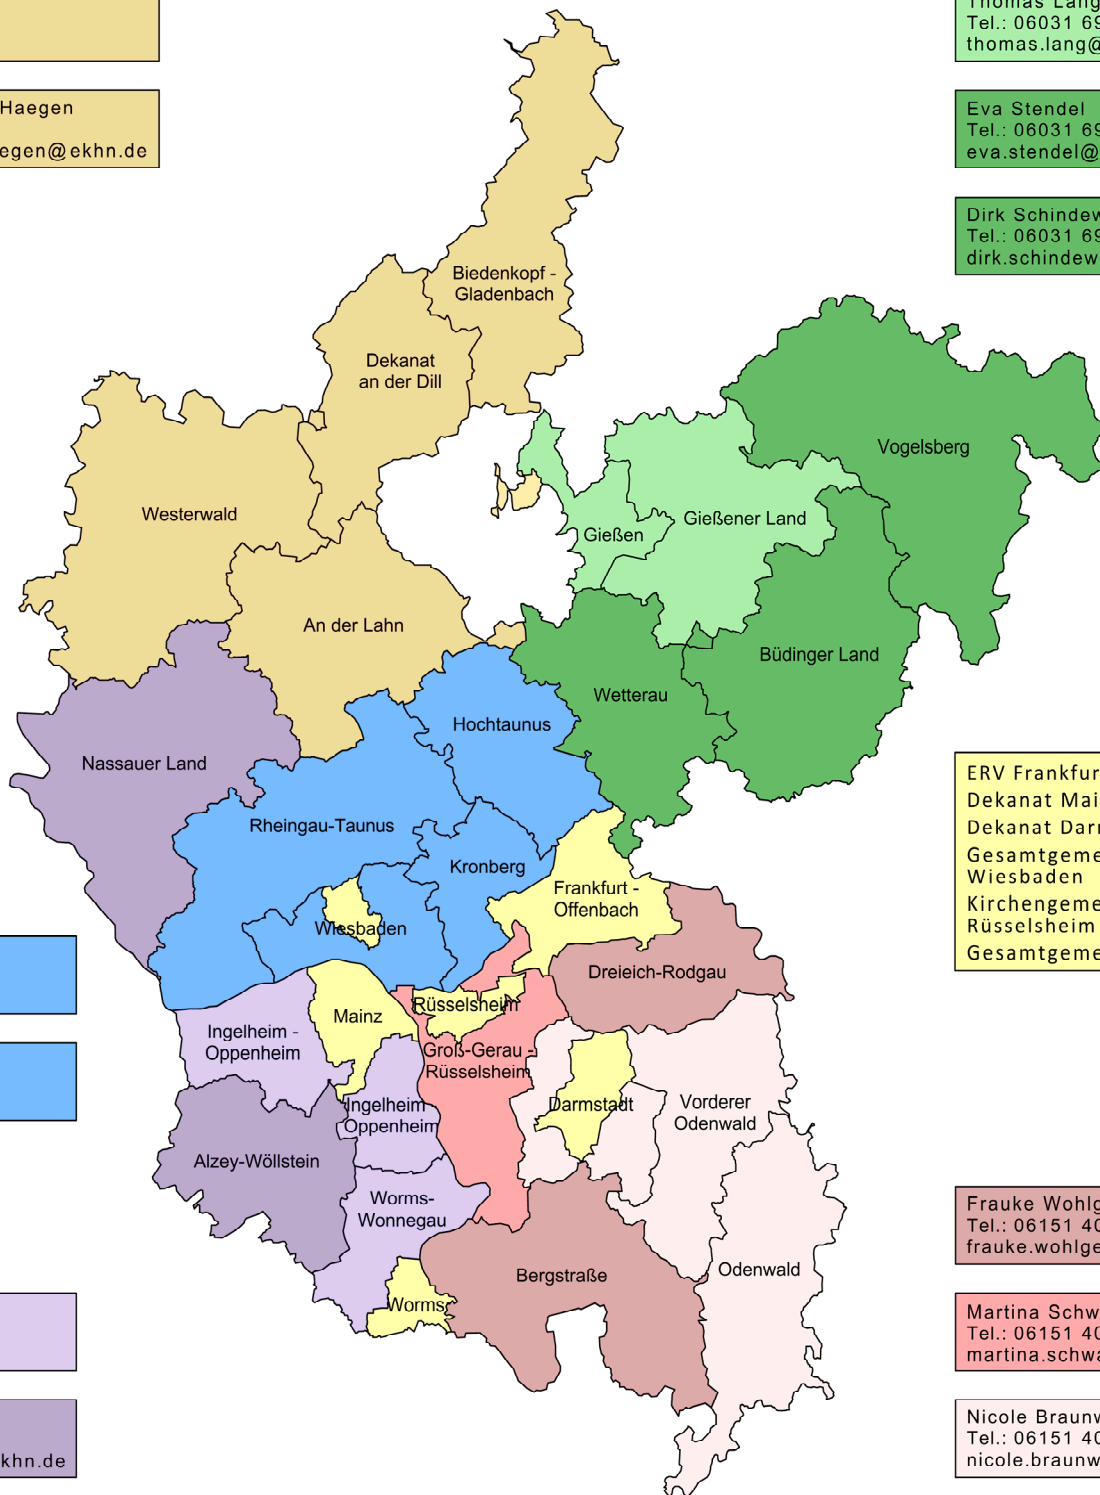 Haegen
egen@ekhn.de
Thomas Lang
Tel.: 06031 69
thomas.lang@
Eva Stendel
Tel.: 06031 69
eva.stendel@
Dirk Schindew
Tel.: 06031 69
dirk.schindew
Biedenkopf -
Gladenbach
Dekanat
an der Dill
Vogelsberg
Westerwald
Gießen
Gießener Land
An der Lahn
Büdinger Land
Wetterau
Hochtaunus
Nassauer Land
Rheingau-Taunus
Kronberg
Frankfurt -
Offenbach
Wiesbaden
Dreieich-Rodgau
Rüsselsheim
Mainz
Ingelheim -
Oppenheim
Groß-Gerau -
Rüsselsheim
Ingelheim
Oppenheim
Darmstadt
Vorderer
Odenwald
Alzey-Wöllstein
Worms-
Wonnegau
Odenwald
Bergstraße
Worms
ERV Frankfur
Dekanat Mai
Dekanat Darn
Gesamtgeme
Wiesbaden
Kirchengeme
Rüsselsheim
Gesamtgeme
Frauke Wohlg
Tel.: 06151 40
frauke.wohlge
Martina Schw
Tel.: 06151 40
martina.schwa
Nicole Braunw
Tel.: 06151 40
nicole.braunw
khn.de